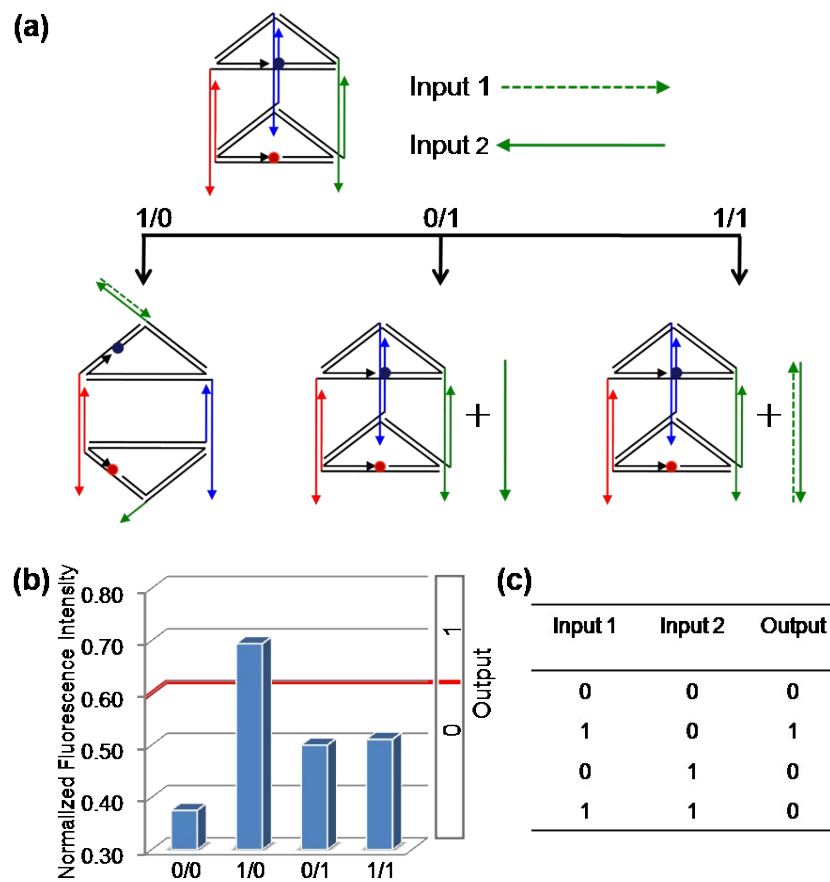 (a)
Input 1
Input 2
1/0 0/1 1/1
+ +
(b)
Normalized Fluorescence Intensity
0.80
0.70
0.60
0.50
0.40
0.30
0/0 1/0 0/1 1/1
1
0
Output
(c)
Input 1 Input 2 Output
0 0 0
1 0 1
0 1 0
1 1 0